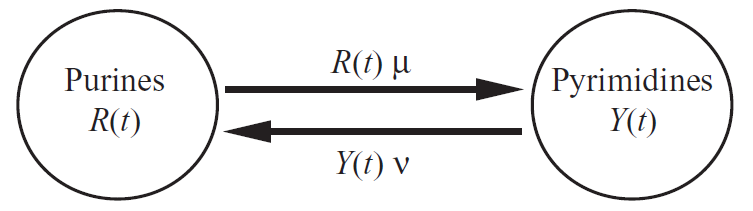 Purines
R(t)
R(t) μ
Y(t) ν
Pyrimidines
Y(t)